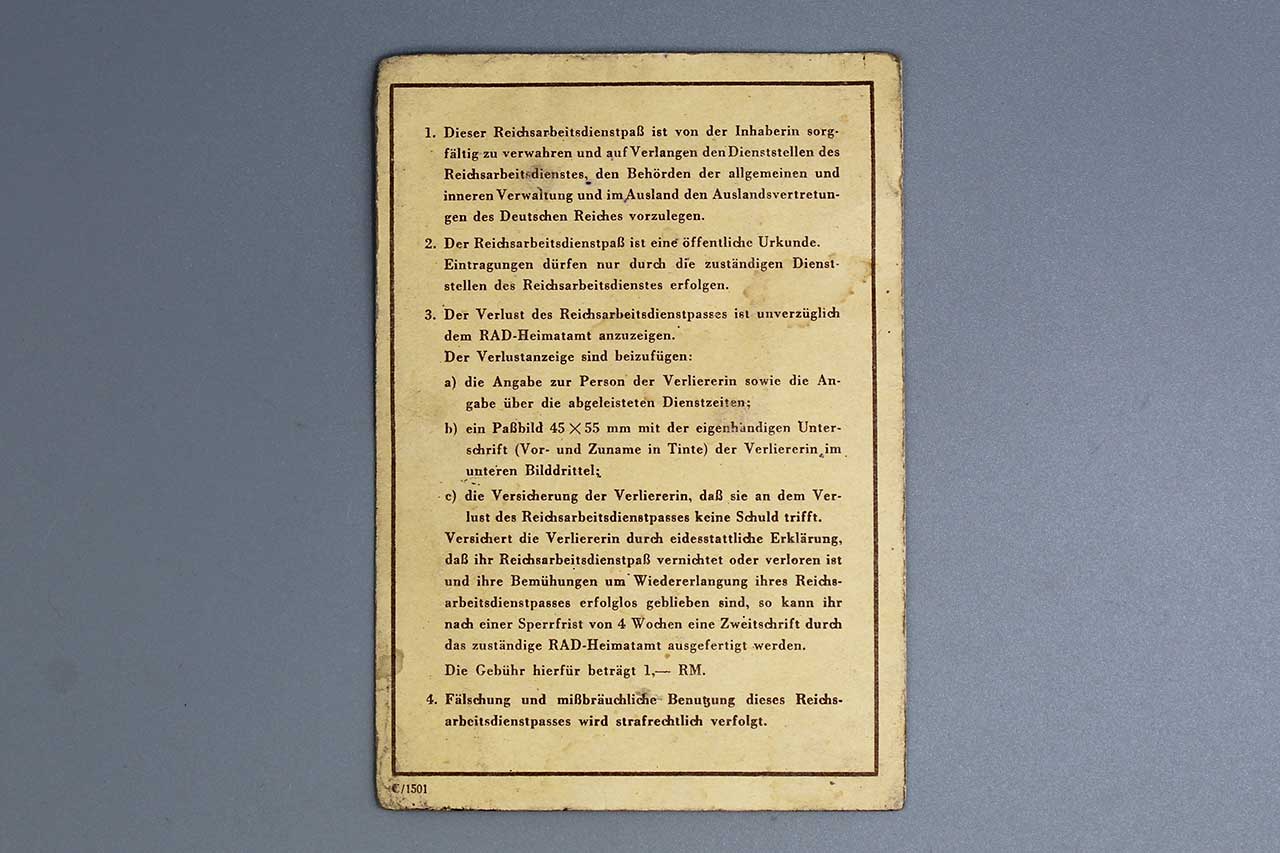 1. Dieser Reichsarbeitsdienstpaß ist von der Inhaberin sorg-
fältig zu verwahren und auf Verlangen den Dienststellen des
Reichsarbeitsdienstes, den Behörden der allgemeinen und
inneren Verwaltung und im Ausland den Auslandsvertretun-
gen des Deutschen Reiches vorzulegen.
2. Der Reichsarbeitsdienstpaß ist eine öffentliche Urkunde.
Eintragungen dürfen nur durch die zuständigen Dienst-
stellen des Reichsarbeitsdienstes erfolgen.
3. Der Verlust des Reichsarbeitsdienstpasses ist unverzüglich
dem RAD-Heimatamt anzuzeigen.
Der Verlustanzeige sind beizufügen:
a) die Angabe zur Person der Verliererin sowie die An-
gabe über die abgeleisteten Dienstzeiten;
b) ein Paßbild 45 × 55 mm mit der eigenhändigen Unter-
schrift (Vor- und Zuname in Tinte) der Verliererin im
unteren Bilddrittel;
c) die Versicherung der Verliererin, daß sie an dem Ver-
lust des Reichsarbeitsdienstpasses keine Schuld trifft.
Versichert die Verliererin durch eidesstattliche Erklärung,
daß ihr Reichsarbeitsdienstpaß vernichtet oder verloren ist
und ihre Bemühungen um Wiedererlangung ihres Reichs-
arbeitsdienstpasses erfolglos geblieben sind, so kann ihr
nach einer Sperrfrist von 4 Wochen eine Zweitschrift durch
das zuständige RAD-Heimatamt ausgefertigt werden.
Die Gebühr hierfür beträgt 1,— RM.
4. Fälschung und mißbräuchliche Benutzung dieses Reichs-
arbeitsdienstpasses wird strafrechtlich verfolgt.
C/1501